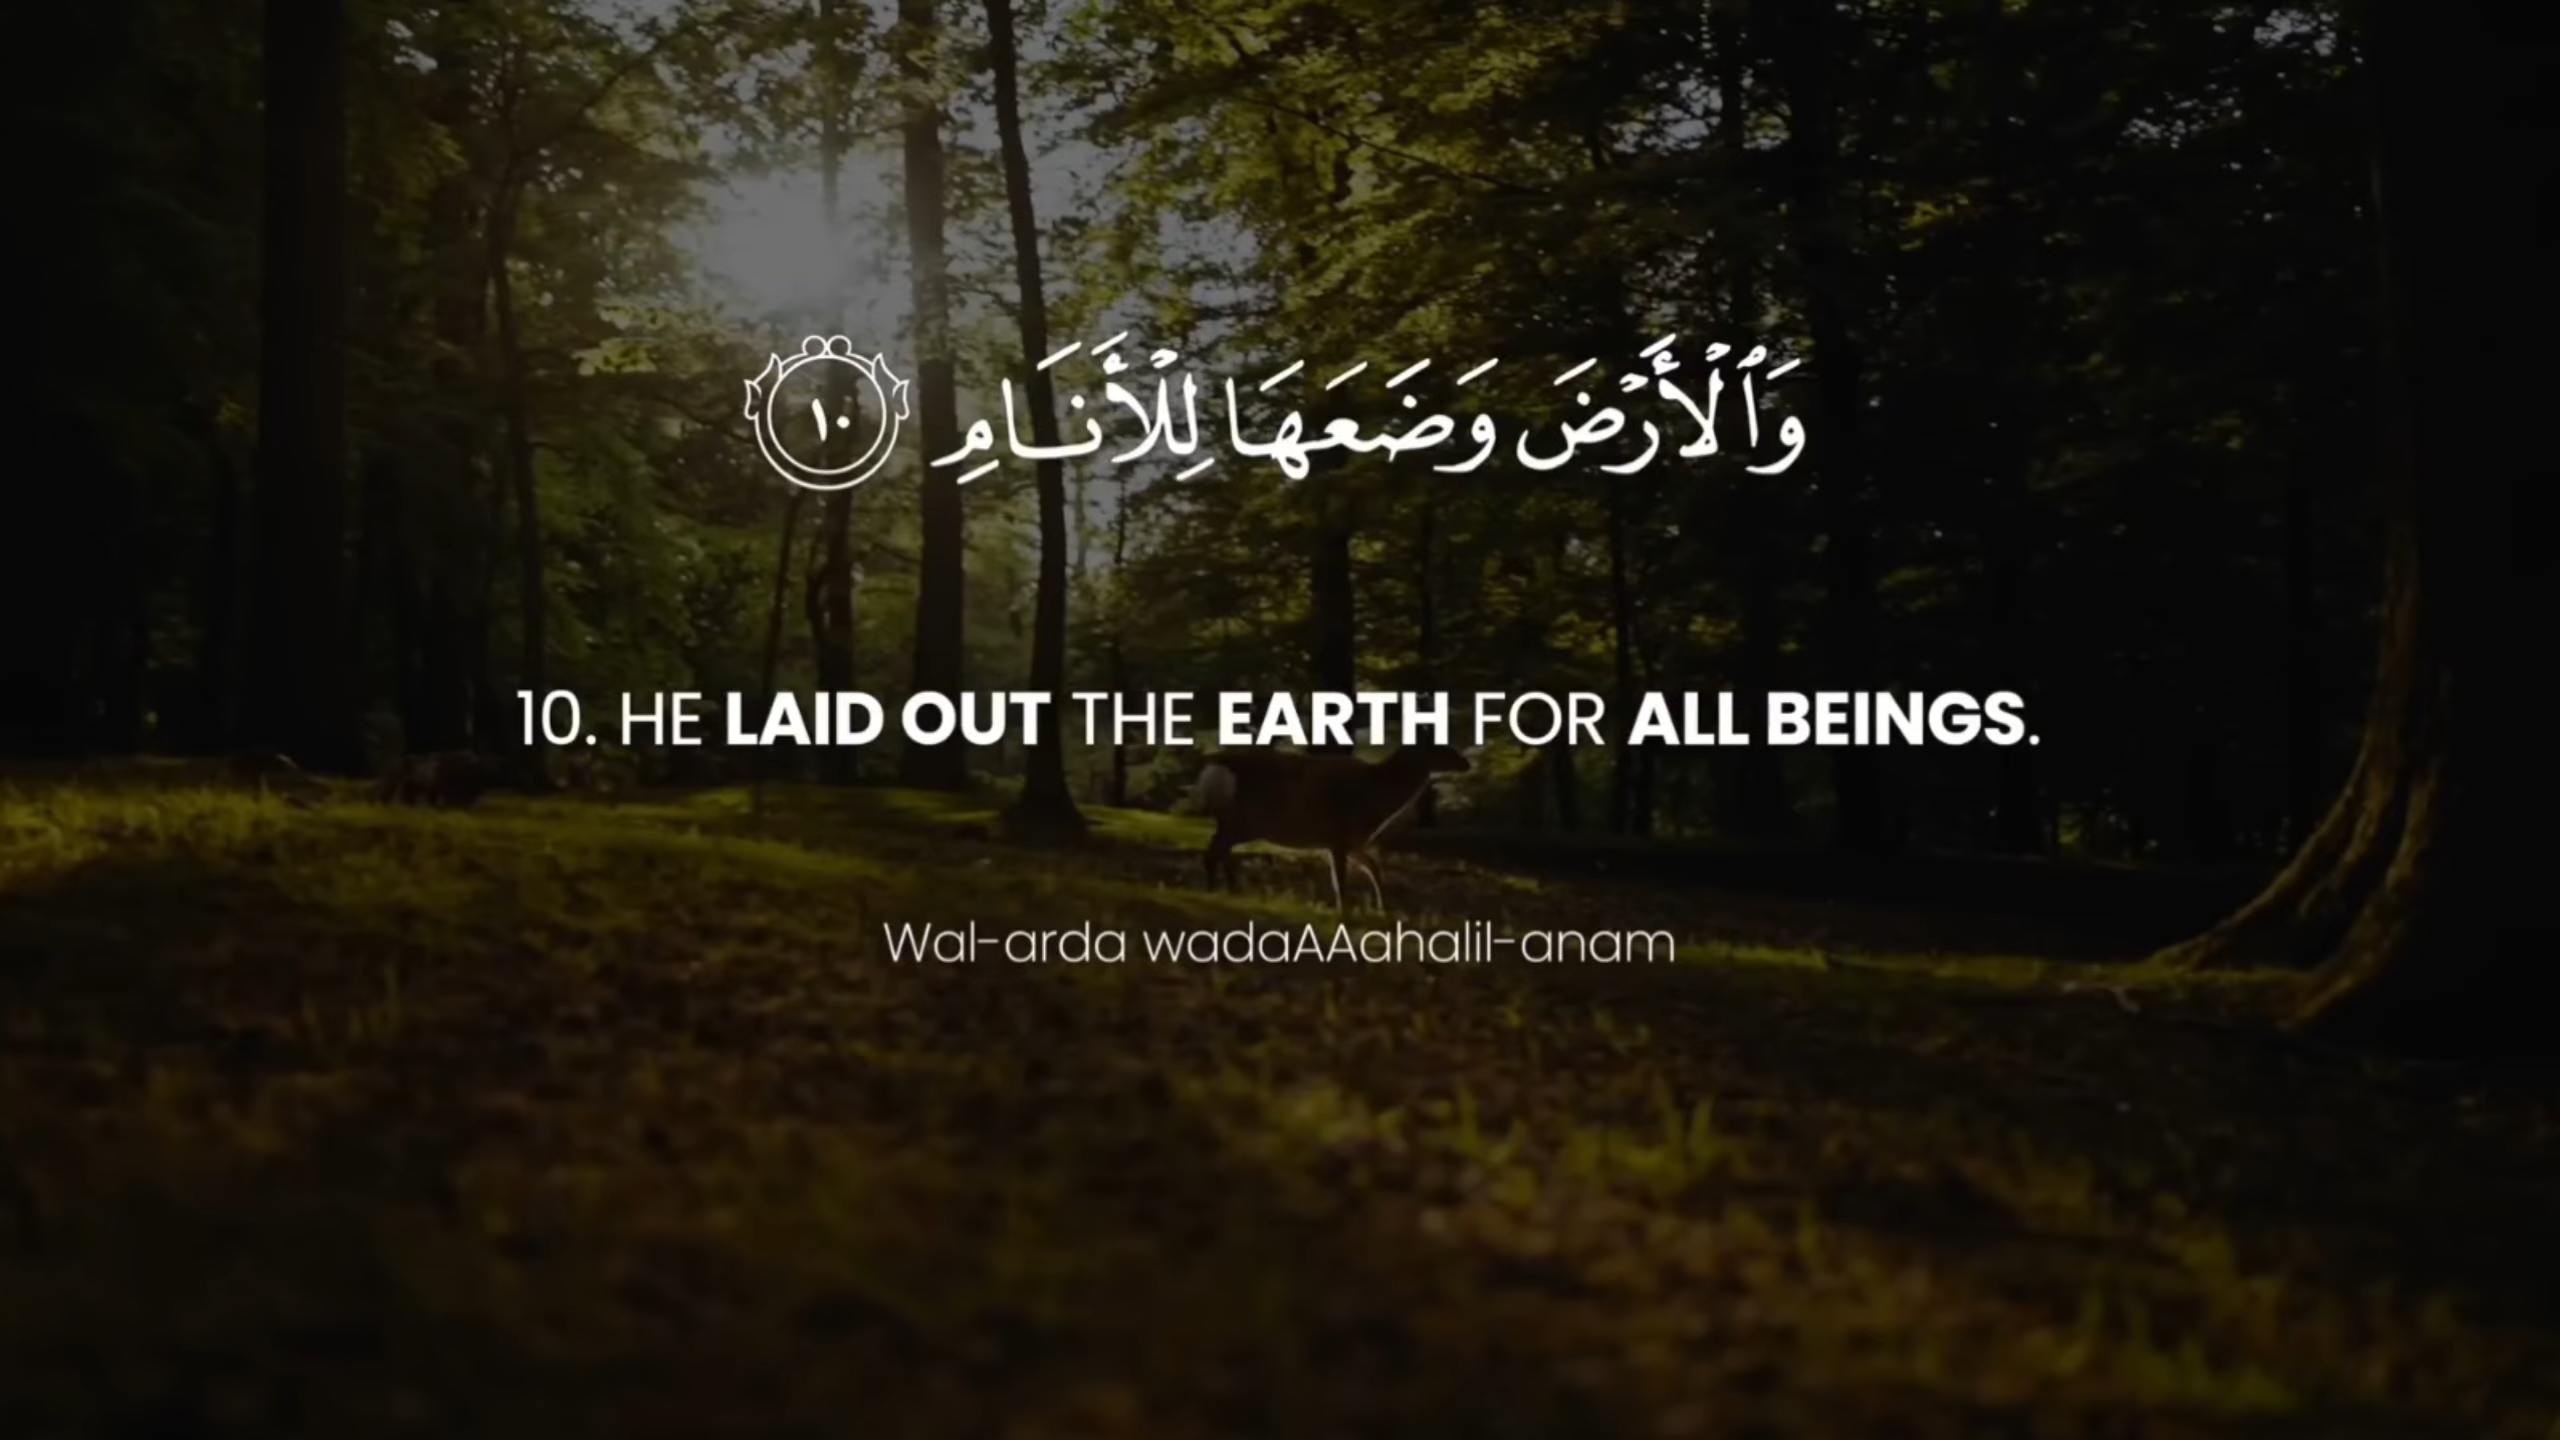 وَٱلْأَرْضَ وَضَعَهَا لِلْأَنَامِ ١٠
10. HE LAID OUT THE EARTH FOR ALL BEINGS.
Wal-arda wadaAAahalil-anam